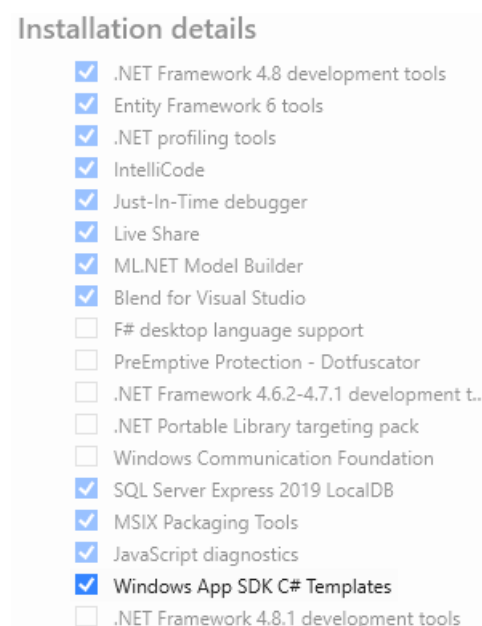 Installation details
.NET Framework 4.8 development tools
Entity Framework 6 tools
.NET profiling tools
IntelliCode
Just-In-Time debugger
Live Share
ML.NET Model Builder
Blend for Visual Studio
F# desktop language support
PreEmptive Protection - Dotfuscator
.NET Framework 4.6.2-4.7.1 development t..
.NET Portable Library targeting pack
Windows Communication Foundation
SQL Server Express 2019 LocalDB
MSIX Packaging Tools
JavaScript diagnostics
Windows App SDK C# Templates
.NET Framework 4.8.1 development tools